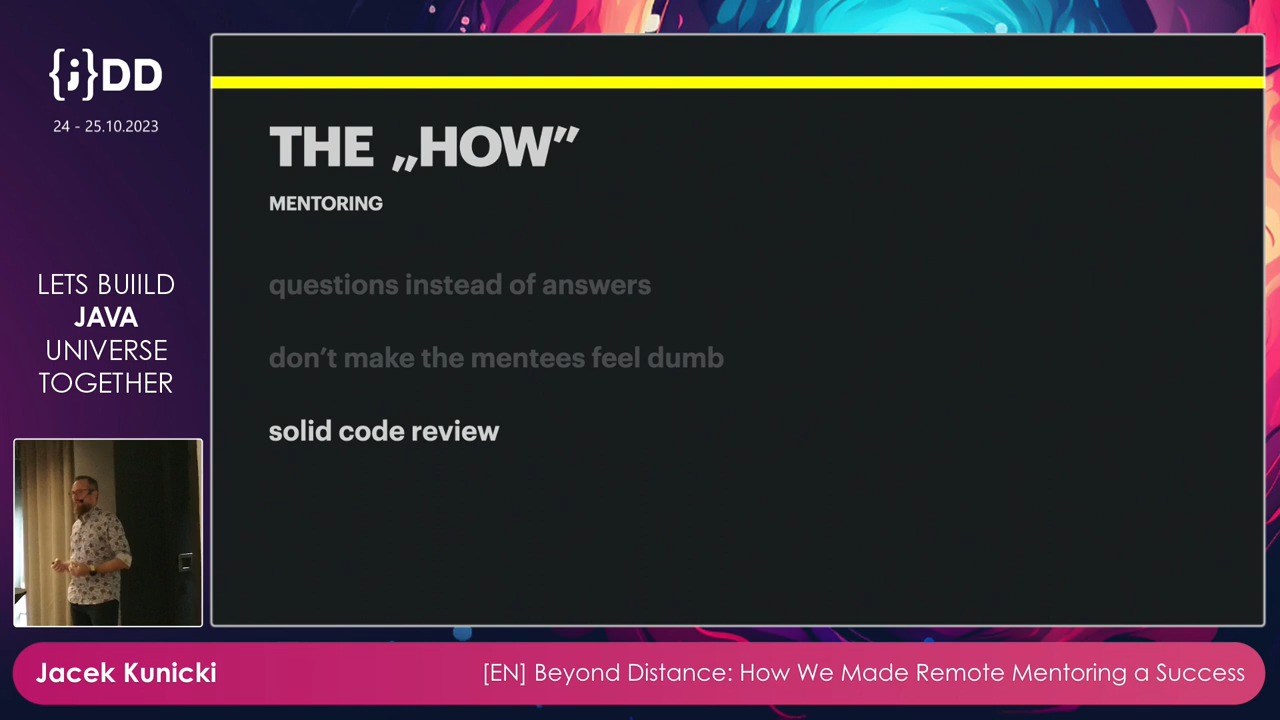 {j}DD
24 - 25.10.2023
LETS BUIILD
JAVA
UNIVERSE
TOGETHER
THE „HOW”
MENTORING
questions instead of answers
don’t make the mentees feel dumb
solid code review
Jacek Kunicki
[EN] Beyond Distance: How We Made Remote Mentoring a Success